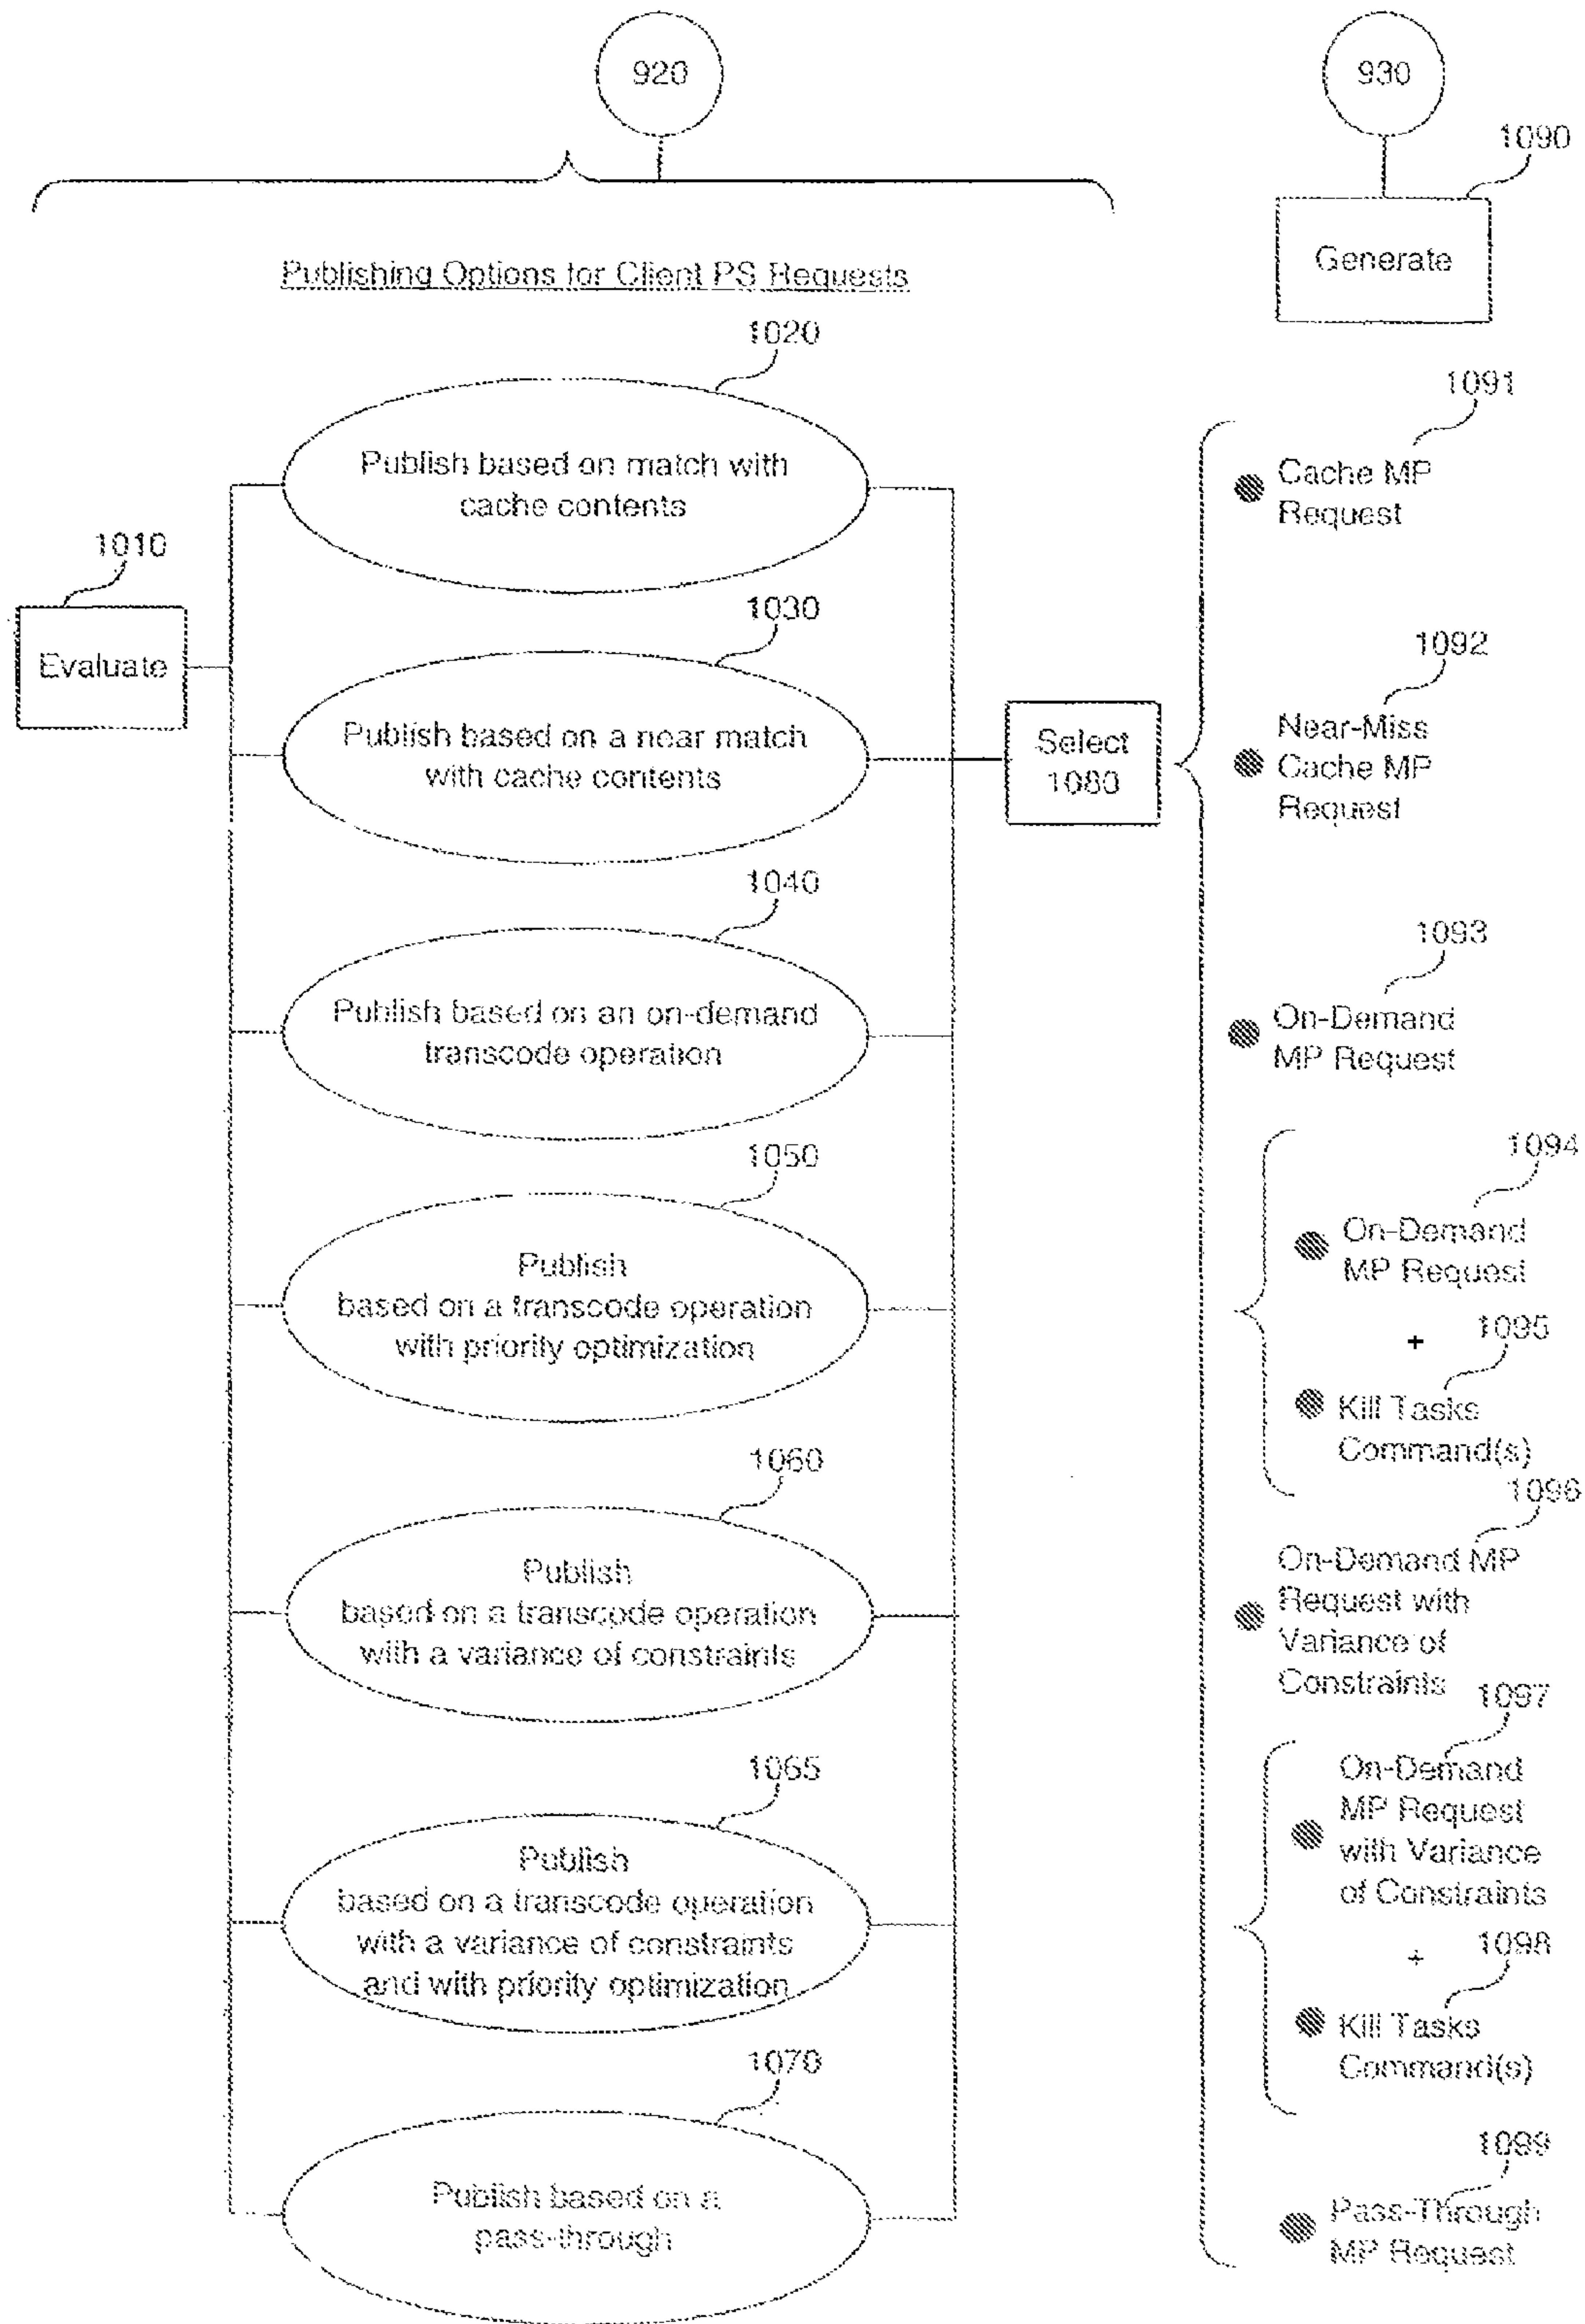 920
930
1090
Generate
Publishing Options for Client PS Requests
1020
Publish based on match with
cache contents
1010
Evaluate
1030
Publish based on a near match
with cache contents
Select
1080
1040
Publish based on an on-demand
transcode operation
1050
Publish
based on a transcode operation
with priority optimization
1060
Publish
based on a transcode operation
with a variance of constraints
1065
Publish
based on a transcode operation
with a variance of constraints
and with priority optimization
1070
Publish based on a
pass-through
1091
Cache MP
Request
1092
Near-Miss
Cache MP
Request
1093
On-Demand
MP Request
1094
On-Demand
MP Request
+
1095
Kill Tasks
Command(s)
1096
On-Demand MP
Request with
Variance of
Constraints
1097
On-Demand
MP Request
with Variance
of Constraints
+
1098
Kill Tasks
Command(s)
1099
Pass-Through
MP Request